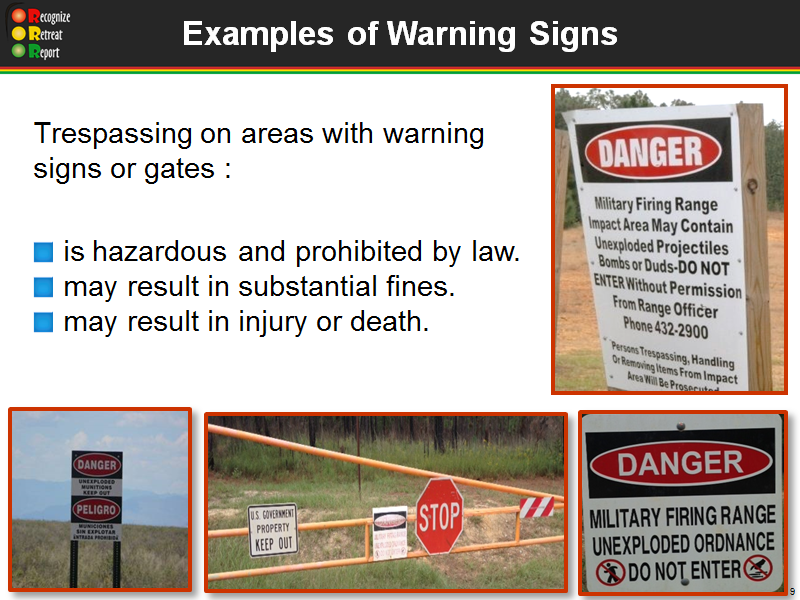 Recognize
Retreat
Report
Examples of Warning Signs
Trespassing on areas with warning
signs or gates :
is hazardous and prohibited by law.
may result in substantial fines.
may result in injury or death.
DANGER
Military Firing Range
Impact Area May Contain
Unexploded Projectiles
Bombs or Duds-DO NOT
ENTER Without Permission
From Range Officer
Phone 432-2900
Persons Trespassing, Handling
Or Removing Items From Impact
Area Will Be Prosecuted
DANGER
UNEXPLODED
MUNITIONS
KEEP OUT
PELIGRO
MUNICIONES
SIN EXPLOTAR
ENTRADA PROHIBIDA
U.S. GOVERNMENT
PROPERTY
KEEP OUT
STOP
DANGER
MILITARY FIRING RANGE
UNEXPLODED ORDNANCE
DO NOT ENTER
9